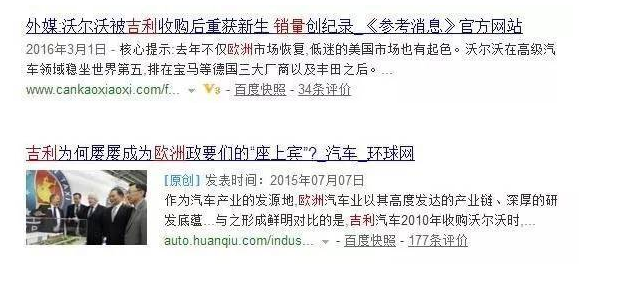 外媒:沃尔沃被吉利收购后重获新生 销量创纪录_《参考消息》官方网站
2016年3月1日 - 核心提示:去年不仅欧洲市场恢复,低迷的美国市场也有起色。沃尔沃在高级汽
车领域稳坐世界第五,排在宝马等德国三大厂商以及丰田之后。...
www.cankaoxiaoxi.com/f... V3 - 百度快照 - 34条评价
吉利为何屡屡成为欧洲政要们的“座上宾”?_汽车_环球网
[原创] 发表时间：2015年07月07日
作为汽车产业的发源地,欧洲汽车业以其高度发达的产业链、深厚的研
发底蕴...与之形成鲜明对比的是,吉利汽车2010年收购沃尔沃时,...
auto.huanqiu.com/indus... - 百度快照 - 177条评价